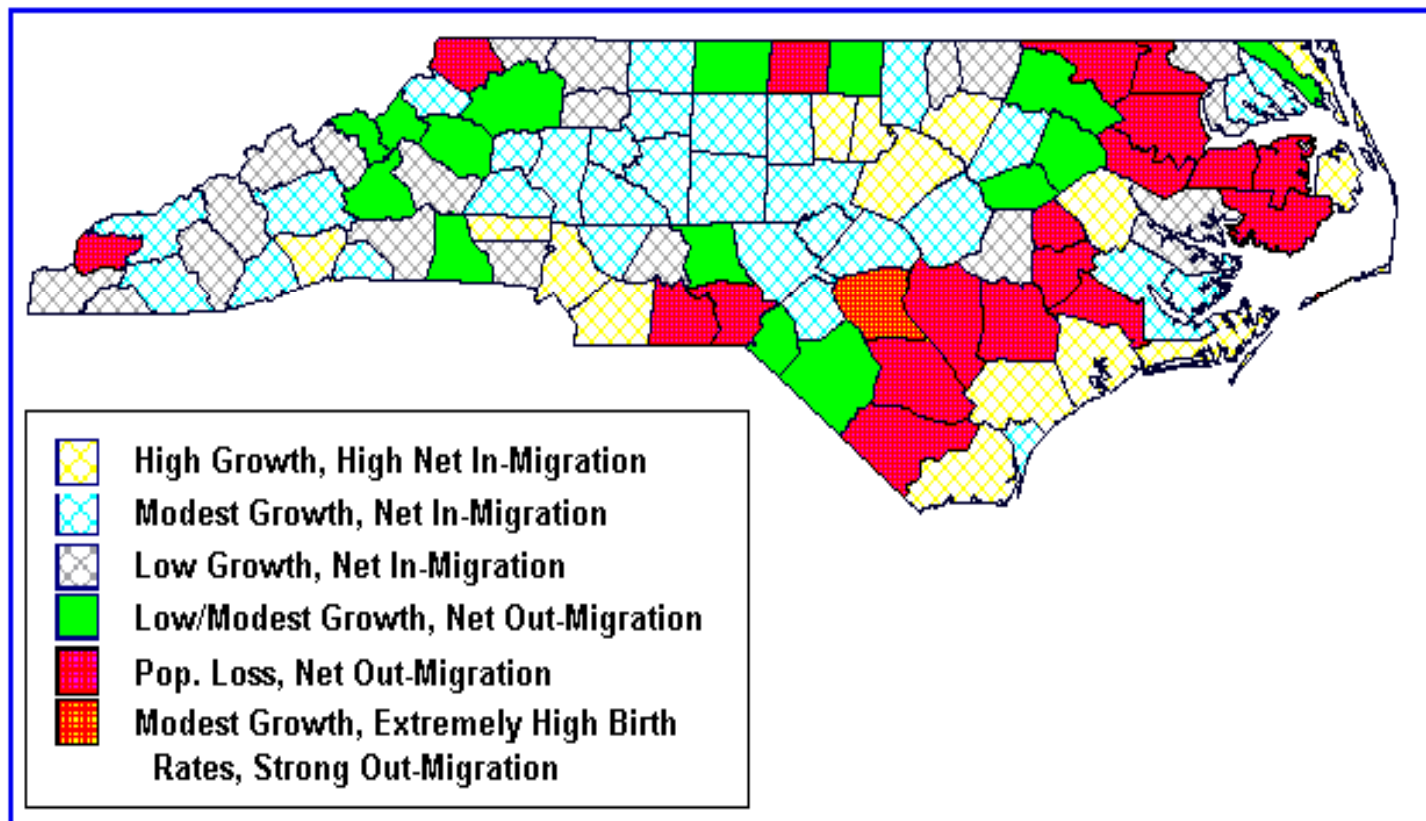 High Growth, High Net In-Migration
Modest Growth, Net In-Migration
Low Growth, Net In-Migration
Low/Modest Growth, Net Out-Migration
Pop. Loss, Net Out-Migration
Modest Growth, Extremely High Birth
Rates, Strong Out-Migration